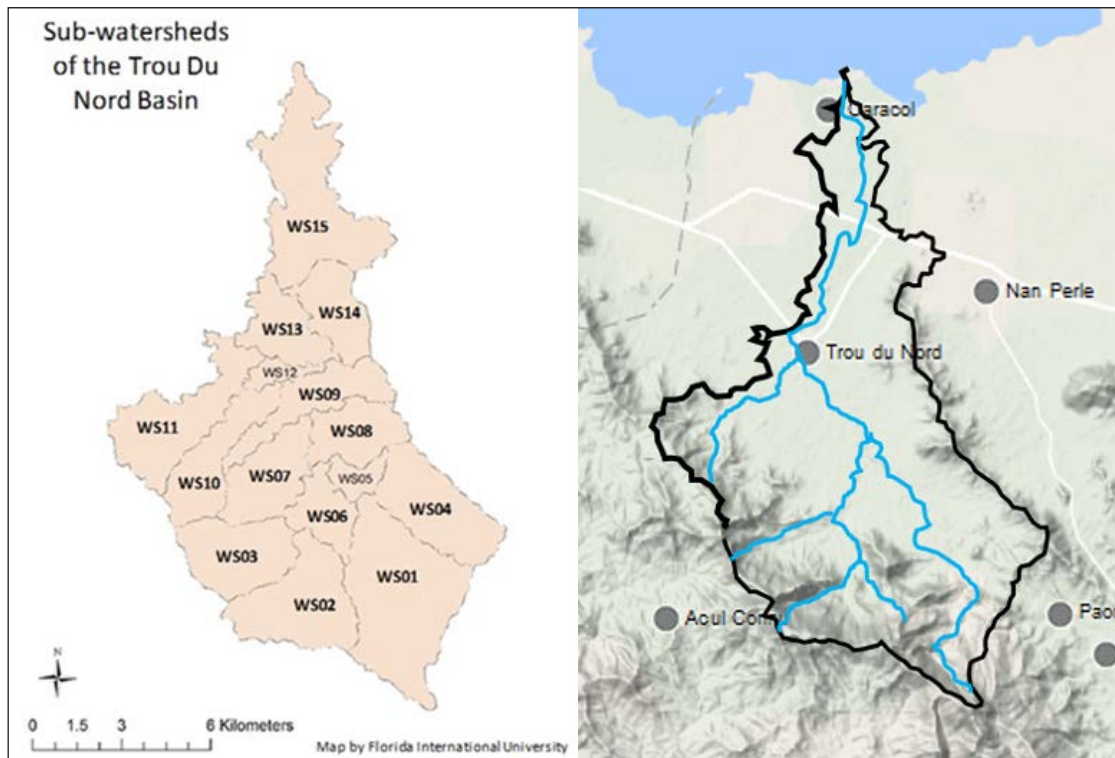 Sub-watersheds
of the Trou Du
Nord Basin
WS15
WS14
WS13
WS12
WS09
WS11
WS08
WS10
WS07
WS05
WS06
WS04
WS03
WS01
WS02
N
0 1.5 3 6 Kilometers
Map by Florida International University
Caracol
Nan Perle
Trou du Nord
Acul